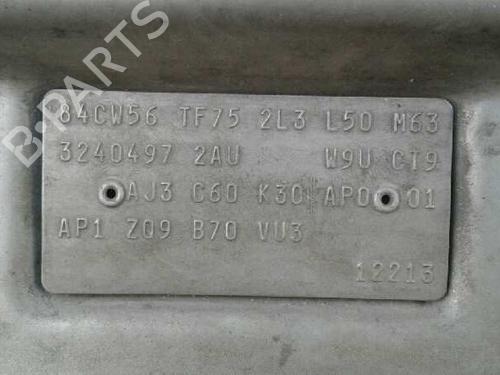 B-PARTS
84CW56 TF75 2L3 L50 M63
3240497 2AU W9U CT9
AJ3 C60 K30 AP0 01
AP1 Z09 B70 VU3
12213